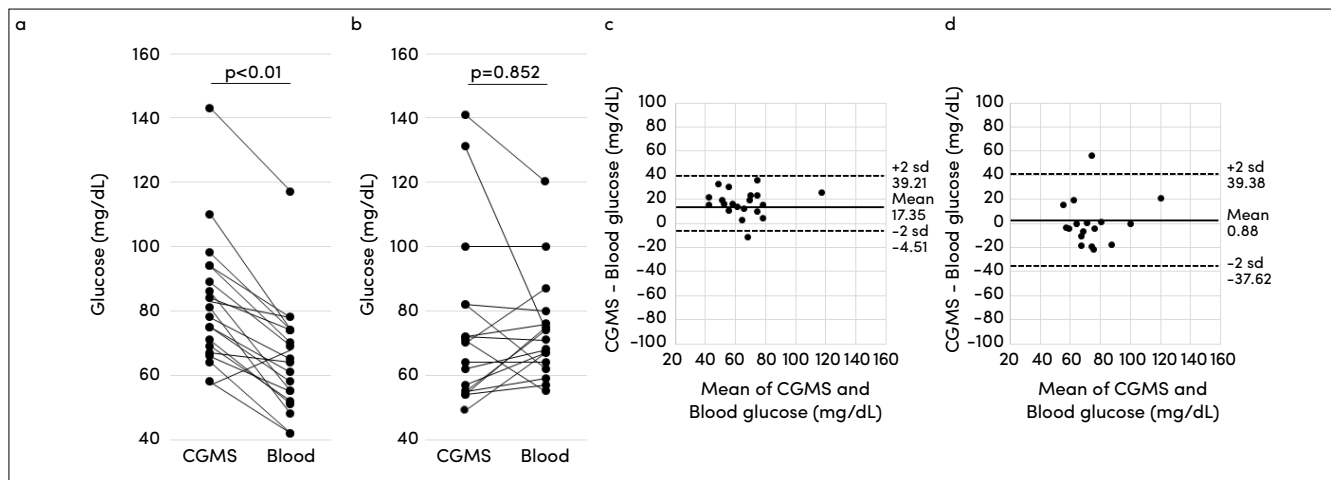 a
160
140
120
100
80
60
40
Glucose (mg/dL)
p<0.01
CGMS Blood
b
160
140
120
100
80
60
40
Glucose (mg/dL)
p=0.852
CGMS Blood
c
100
80
60
40
20
0
-20
-40
-60
-80
-100
CGMS - Blood glucose (mg/dL)
20 40 60 80 100 120 140 160
+2 sd
39.21
Mean
17.35
-2 sd
-4.51
Mean of CGMS and
Blood glucose (mg/dL)
d
100
80
60
40
20
0
-20
-40
-60
-80
-100
CGMS - Blood glucose (mg/dL)
20 40 60 80 100 120 140 160
+2 sd
39.38
Mean
0.88
-2 sd
-37.62
Mean of CGMS and
Blood glucose (mg/dL)